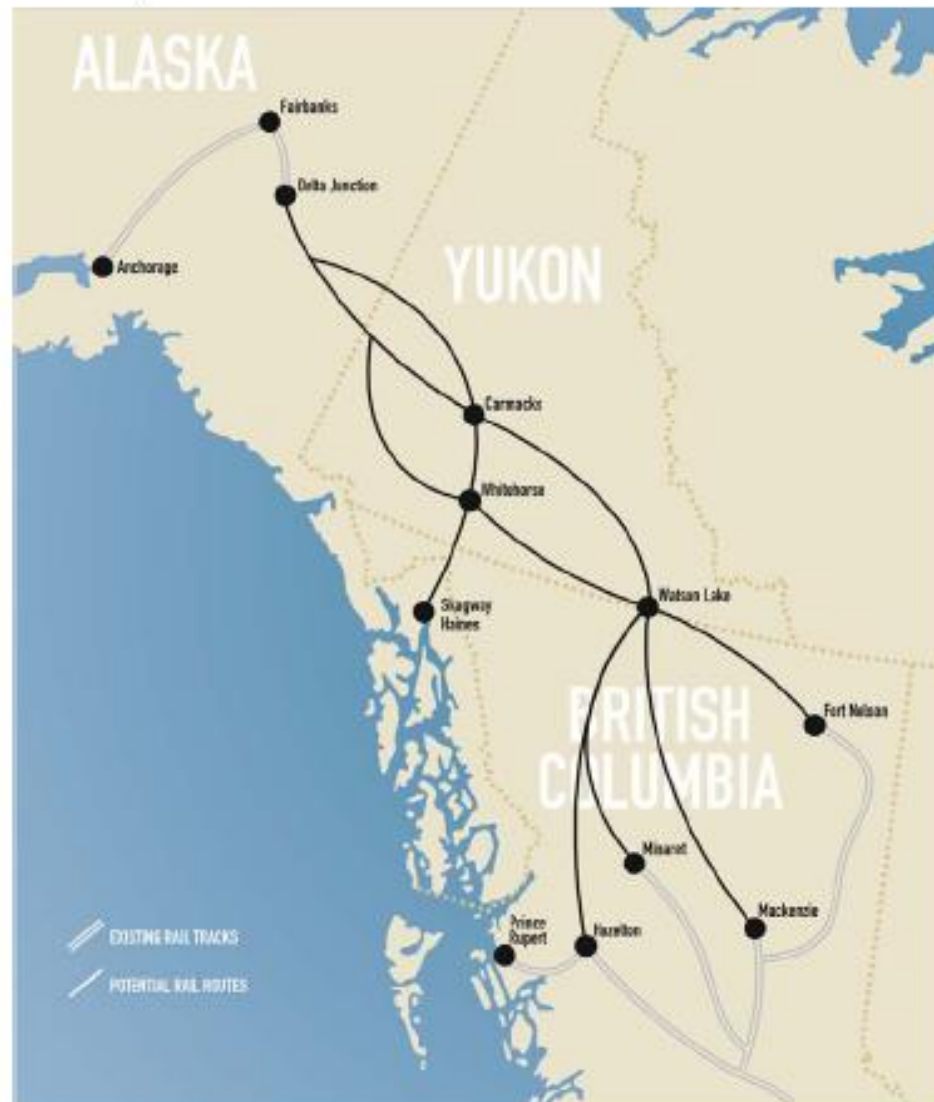 ALASKA
Fairbanks
Delta Junction
Anchorage
YUKON
Carmacks
Whitehorse
Skagway
Haines
Watson Lake
BRITISH
COLUMBIA
Fort Nelson
Minaret
Mackenzie
Prince
Rupert
Hazelton
EXISTING RAIL TRACKS
POTENTIAL RAIL ROUTES